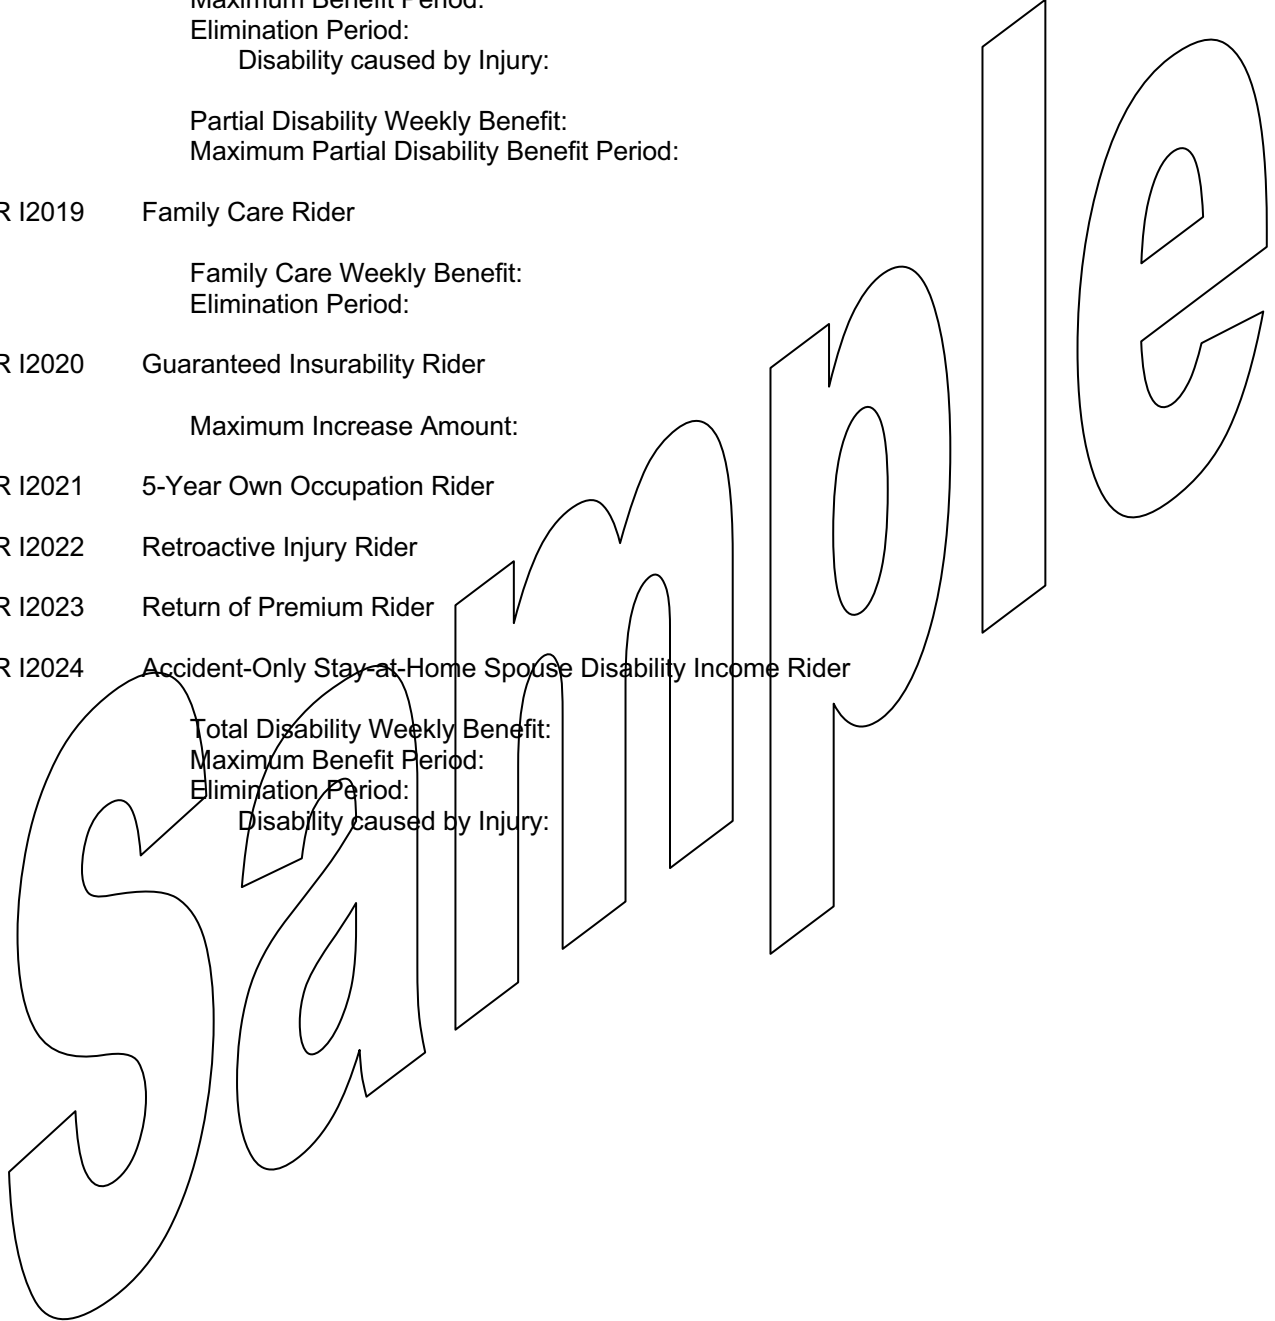 Maximum Benefit Period:
Elimination Period:
Disability caused by Injury:
Partial Disability Weekly Benefit:
Maximum Partial Disability Benefit Period:
R I2019 Family Care Rider
Family Care Weekly Benefit:
Elimination Period:
R I2020 Guaranteed Insurability Rider
Maximum Increase Amount:
R I2021 5-Year Own Occupation Rider
R I2022 Retroactive Injury Rider
R I2023 Return of Premium Rider
R I2024 Accident-Only Stay-at-Home Spouse Disability Income Rider
Total Disability Weekly Benefit:
Maximum Benefit Period:
Elimination Period:
Disability caused by Injury:
Sample